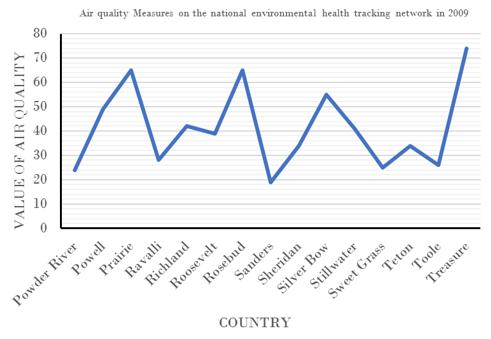 Air quality Measures on the national environmental health tracking network in 2009
80
70
60
50
40
30
20
10
0
VALUE OF AIR QUALITY
Powder River
Powell
Prairie
Ravalli
Richland
Roosevelt
Rosebud
Sanders
Sheridan
Silver Bow
Stillwater
Sweet Grass
Teton
Toole
Treasure
COUNTRY